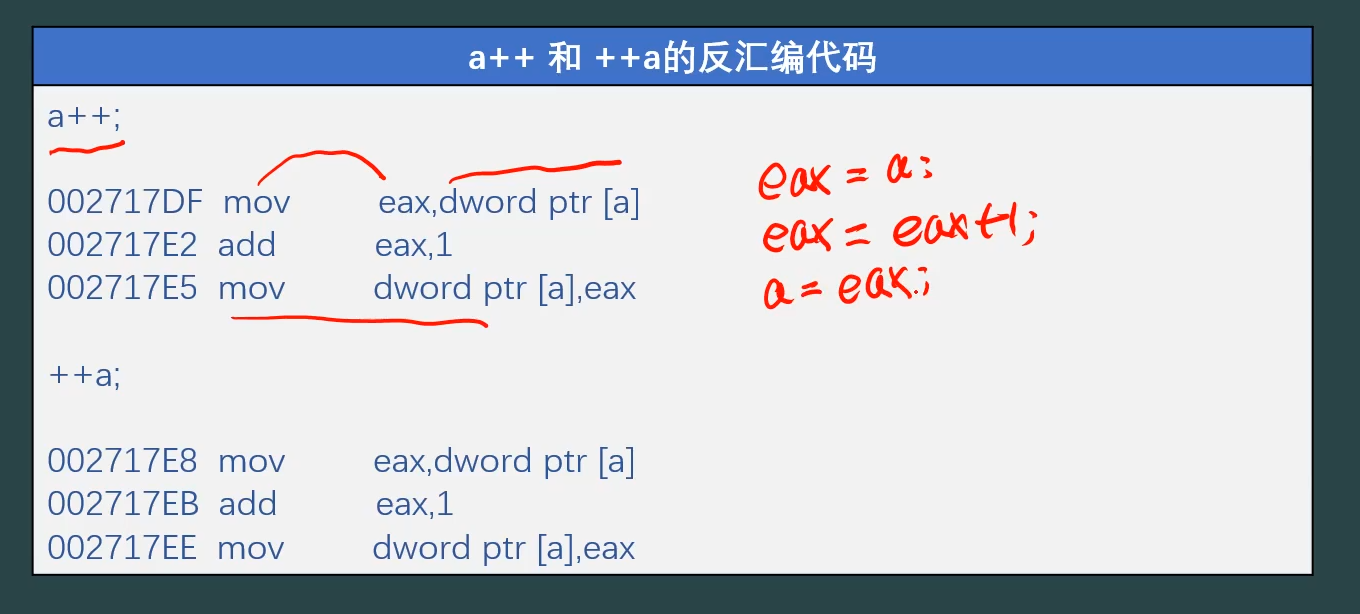 a++ 和 ++a的反汇编代码
a++;
002717DF mov eax,dword ptr [a]
002717E2 add eax,1
002717E5 mov dword ptr [a],eax
eax = a;
eax = eax+1;
a = eax;
++a;
002717E8 mov eax,dword ptr [a]
002717EB add eax,1
002717EE mov dword ptr [a],eax